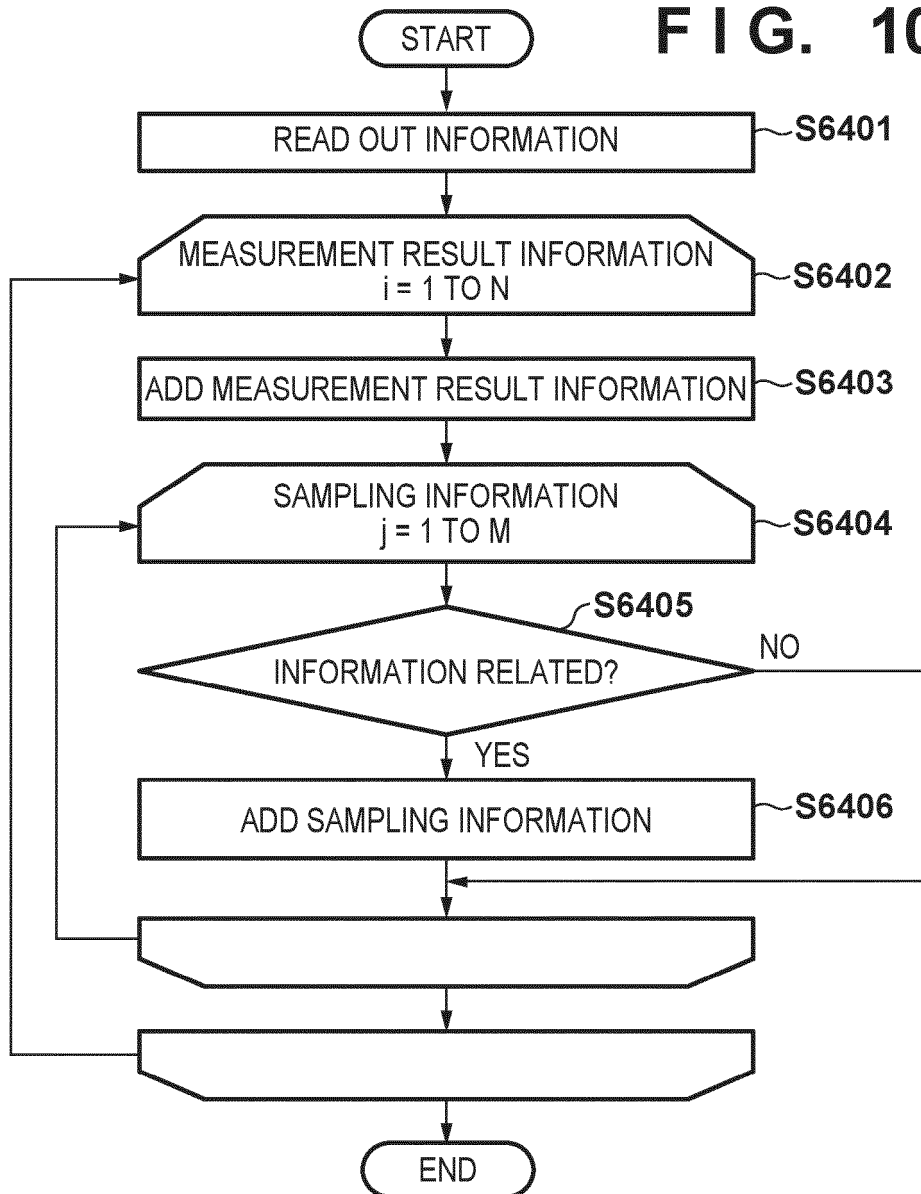 FIG. 10
START
READ OUT INFORMATION
S6401
MEASUREMENT RESULT INFORMATION
i = 1 TO N
S6402
ADD MEASUREMENT RESULT INFORMATION
S6403
SAMPLING INFORMATION
j = 1 TO M
S6404
S6405
INFORMATION RELATED?
NO
YES
ADD SAMPLING INFORMATION
S6406
END